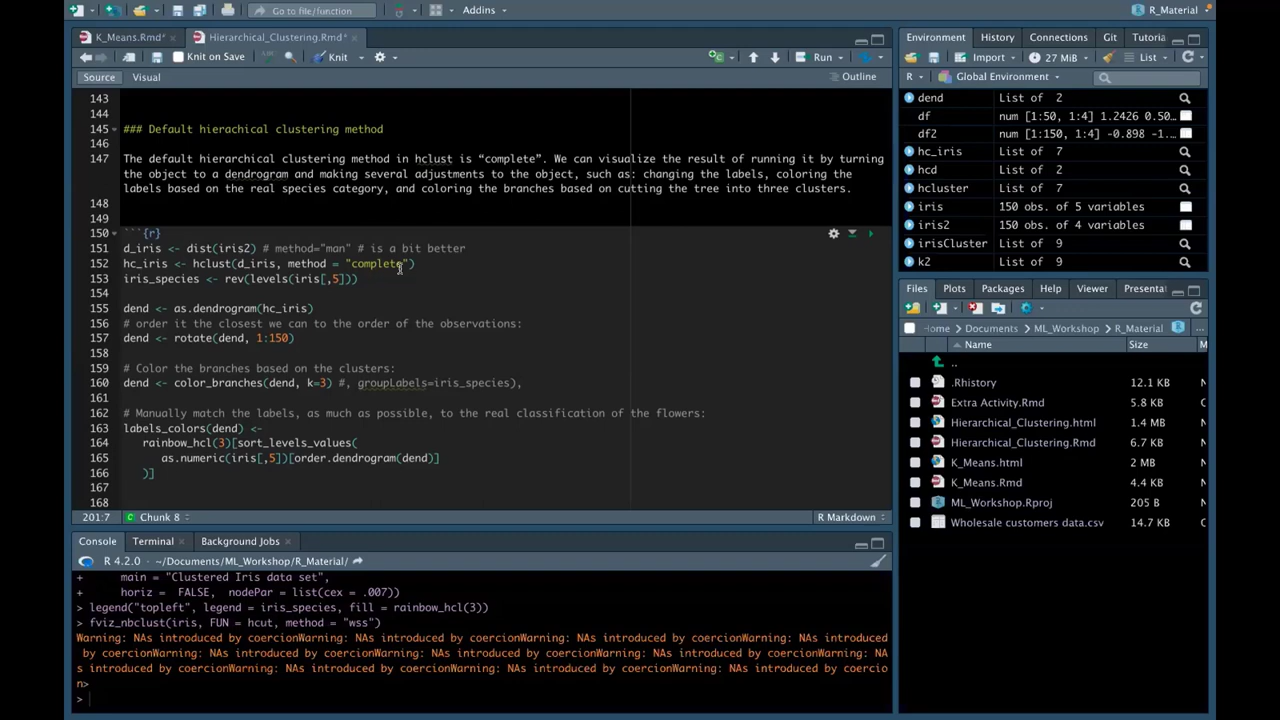 Go to file/function
Addins
R_Material
K_Means.Rmd*
Hierarchical_Clustering.Rmd*
Knit on Save
Knit
Run
Source
Visual
Outline
143
144
145 ### Default hierachical clustering method
146
147 The default hierarchical clustering method in hclust is “complete”. We can visualize the result of running it by turning
the object to a dendrogram and making several adjustments to the object, such as: changing the labels, coloring the
labels based on the real species category, and coloring the branches based on cutting the tree into three clusters.
148
149
150 ```{r}
151 d_iris <- dist(iris2) # method="man" # is a bit better
152 hc_iris <- hclust(d_iris, method = "complete")
153 iris_species <- rev(levels(iris[,5]))
154
155 dend <- as.dendrogram(hc_iris)
156 # order it the closest we can to the order of the observations:
157 dend <- rotate(dend, 1:150)
158
159 # Color the branches based on the clusters:
160 dend <- color_branches(dend, k=3) #, groupLabels=iris_species),
161
162 # Manually match the labels, as much as possible, to the real classification of the flowers:
163 labels_colors(dend) <-
164 rainbow_hcl(3)[sort_levels_values(
165 as.numeric(iris[,5])[order.dendrogram(dend)]
166 )]
167
168
201:7 Chunk 8 R Markdown
Console Terminal Background Jobs
R 4.2.0 · ~/Documents/ML_Workshop/R_Material/
+ main = "Clustered Iris data set",
+ horiz = FALSE, nodePar = list(cex = .007))
> legend("topleft", legend = iris_species, fill = rainbow_hcl(3))
> fviz_nbclust(iris, FUN = hcut, method = "wss")
Warning: NAs introduced by coercionWarning: NAs introduced by coercionWarning: NAs introduced
by coercionWarning: NAs introduced by coercionWarning: NAs introduced by coercionWarning: NA
s introduced by coercionWarning: NAs introduced by coercionWarning: NAs introduced by coercio
n>
>
Environment History Connections Git Tutoria
Import 27 MiB List
R Global Environment
dend List of 2
df num [1:50, 1:4] 1.2426 0.50...
df2 num [1:150, 1:4] -0.898 -1...
hc_iris List of 7
hcd List of 2
hcluster List of 7
iris 150 obs. of 5 variables
iris2 150 obs. of 4 variables
irisCluster List of 9
k2 List of 9
Files Plots Packages Help Viewer Presenta
Home Documents ML_Workshop R_Material ...
Name Size M
..
.Rhistory 12.1 KB N
Extra Activity.Rmd 5.8 KB N
Hierarchical_Clustering.html 1.4 MB N
Hierarchical_Clustering.Rmd 6.7 KB N
K_Means.html 2 MB N
K_Means.Rmd 4.4 KB N
ML_Workshop.Rproj 205 B N
Wholesale customers data.csv 14.7 KB N